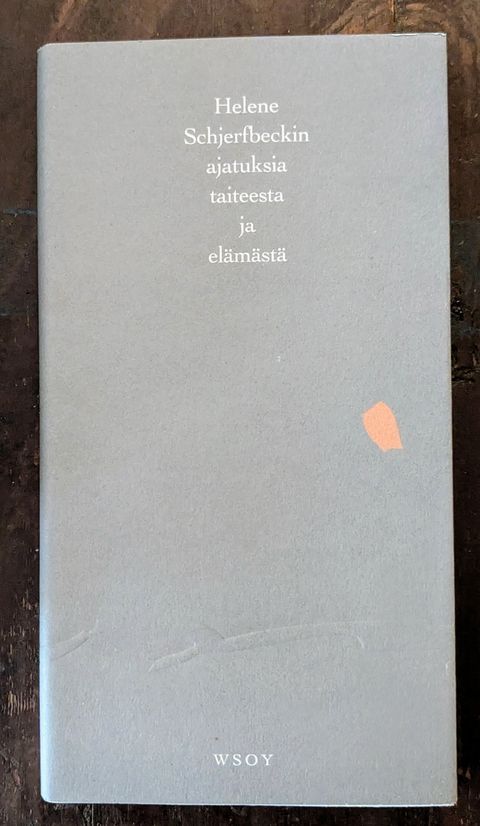 Helene
Schjerfbeckin
ajatuksia
taiteesta
ja
elämästä
WSOY